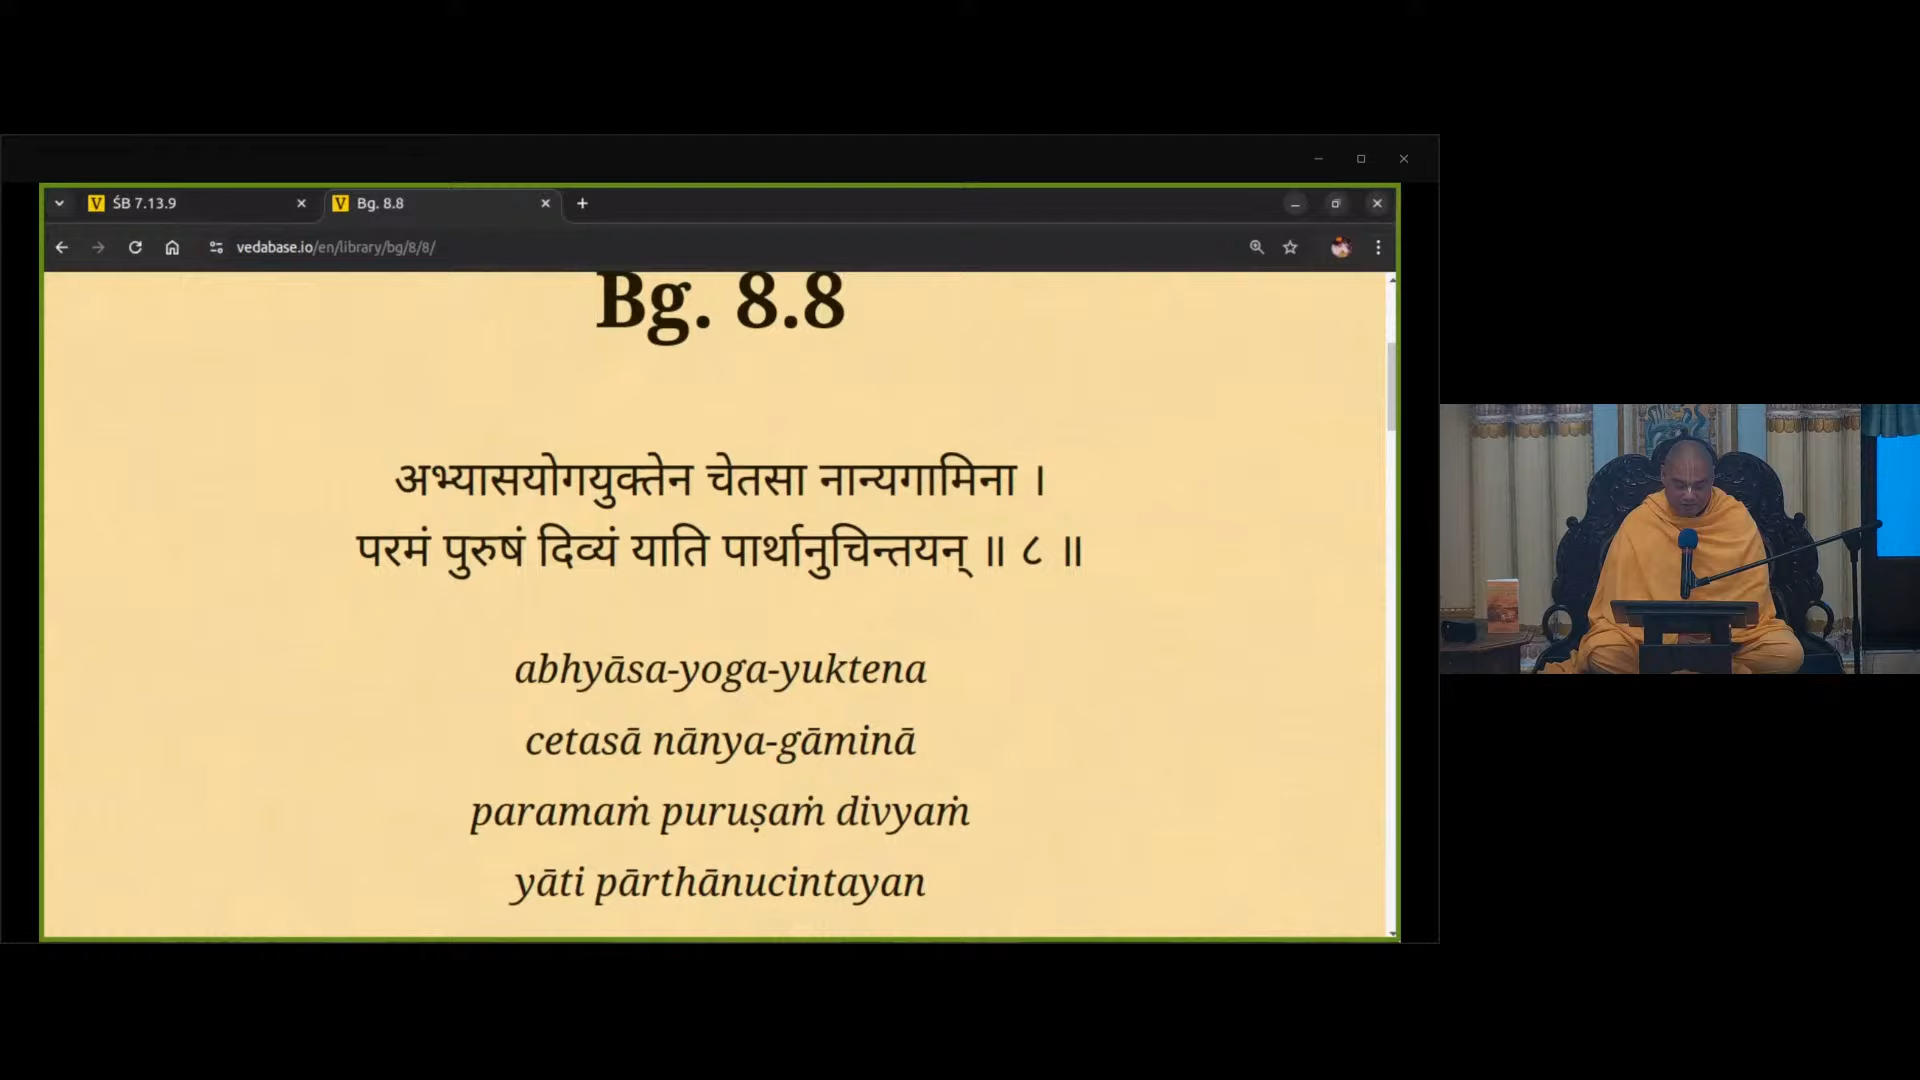 ŚB 7.13.9
Bg. 8.8
vedabase.io/en/library/bg/8/8/
Bg. 8.8
अभ्यासयोगयुक्तेन चेतसा नान्यगामिना ।
परमं पुरुषं दिव्यं याति पार्थानुचिन्तयन् ॥ ८ ॥
abhyāsa-yoga-yuktena
cetasā nānya-gāminā
paramaṁ puruṣaṁ divyaṁ
yāti pārthānucintayan